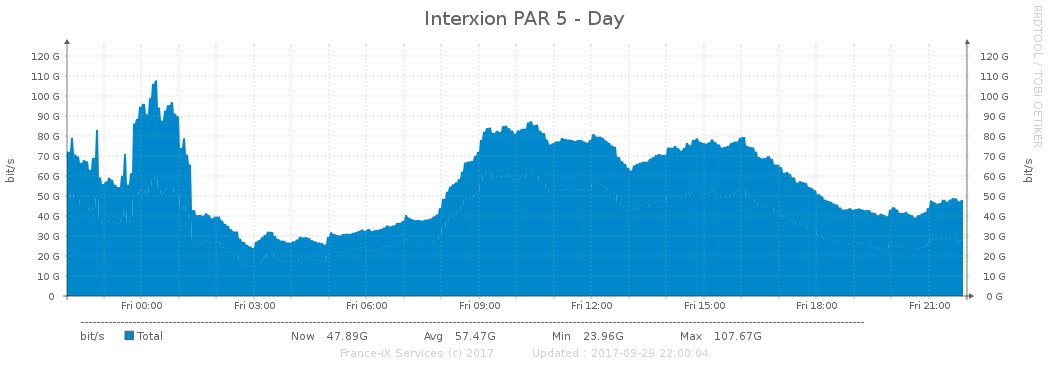 Interxion PAR 5 - Day
RRDTOOL / TOBI OETIKER
bit/s
120 G
110 G
100 G
90 G
80 G
70 G
60 G
50 G
40 G
30 G
20 G
10 G
0
120 G
110 G
100 G
90 G
80 G
70 G
60 G
50 G
40 G
30 G
20 G
10 G
0 G
bit/s
Fri 00:00 Fri 03:00 Fri 06:00 Fri 09:00 Fri 12:00 Fri 15:00 Fri 18:00 Fri 21:00
bit/s Total Now 47.89G Avg 57.47G Min 23.96G Max 107.67G
France-IX Services (c) 2017 Updated : 2017-09-29 22:00:04